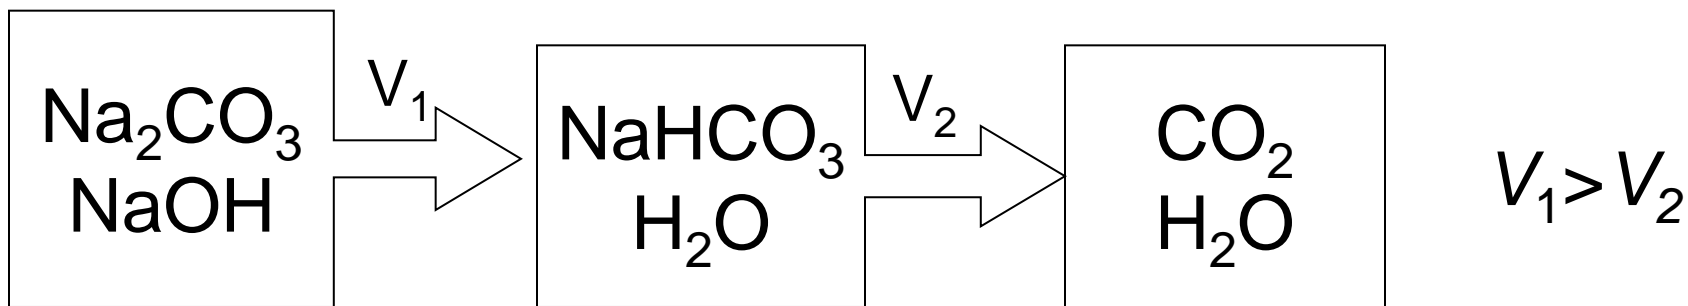 Na₂CO₃
NaOH
V₁
NaHCO₃
H₂O
V₂
CO₂
H₂O
V₁>V₂